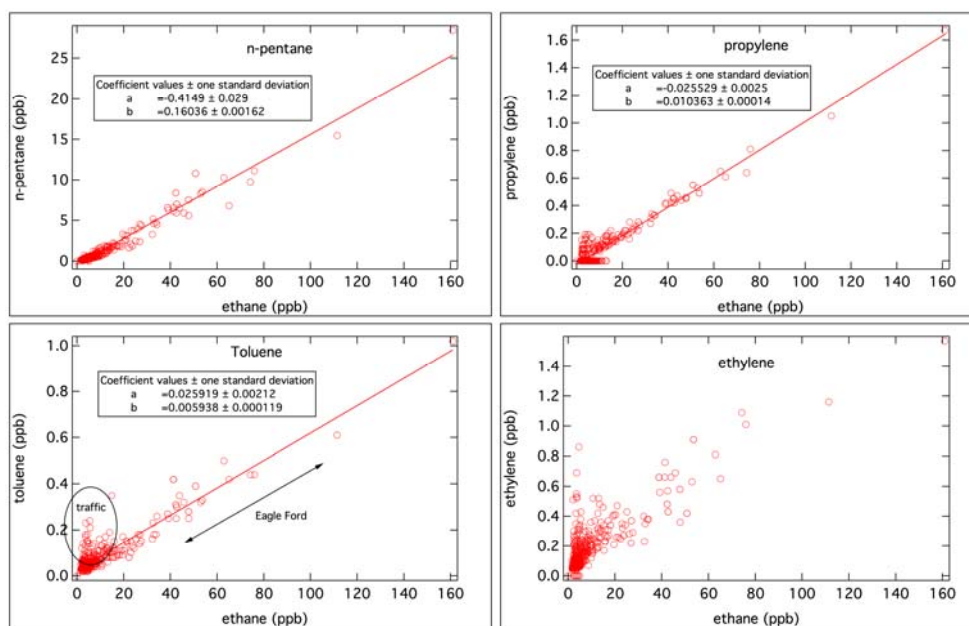 n-pentane
Coefficient values ± one standard deviation
a =-0.4149 ± 0.029
b =0.16036 ± 0.00162
n-pentane (ppb)
25
20
15
10
5
0
0 20 40 60 80 100 120 140 160
ethane (ppb)
propylene
Coefficient values ± one standard deviation
a =-0.025529 ± 0.0025
b =0.010363 ± 0.00014
propylene (ppb)
1.6
1.4
1.2
1.0
0.8
0.6
0.4
0.2
0.0
0 20 40 60 80 100 120 140 160
ethane (ppb)
Toluene
Coefficient values ± one standard deviation
a =0.025919 ± 0.00212
b =0.005938 ± 0.000119
traffic
Eagle Ford
toluene (ppb)
1.0
0.8
0.6
0.4
0.2
0.0
0 20 40 60 80 100 120 140 160
ethane (ppb)
ethylene
ethylene (ppb)
1.4
1.2
1.0
0.8
0.6
0.4
0.2
0.0
0 20 40 60 80 100 120 140 160
ethane (ppb)